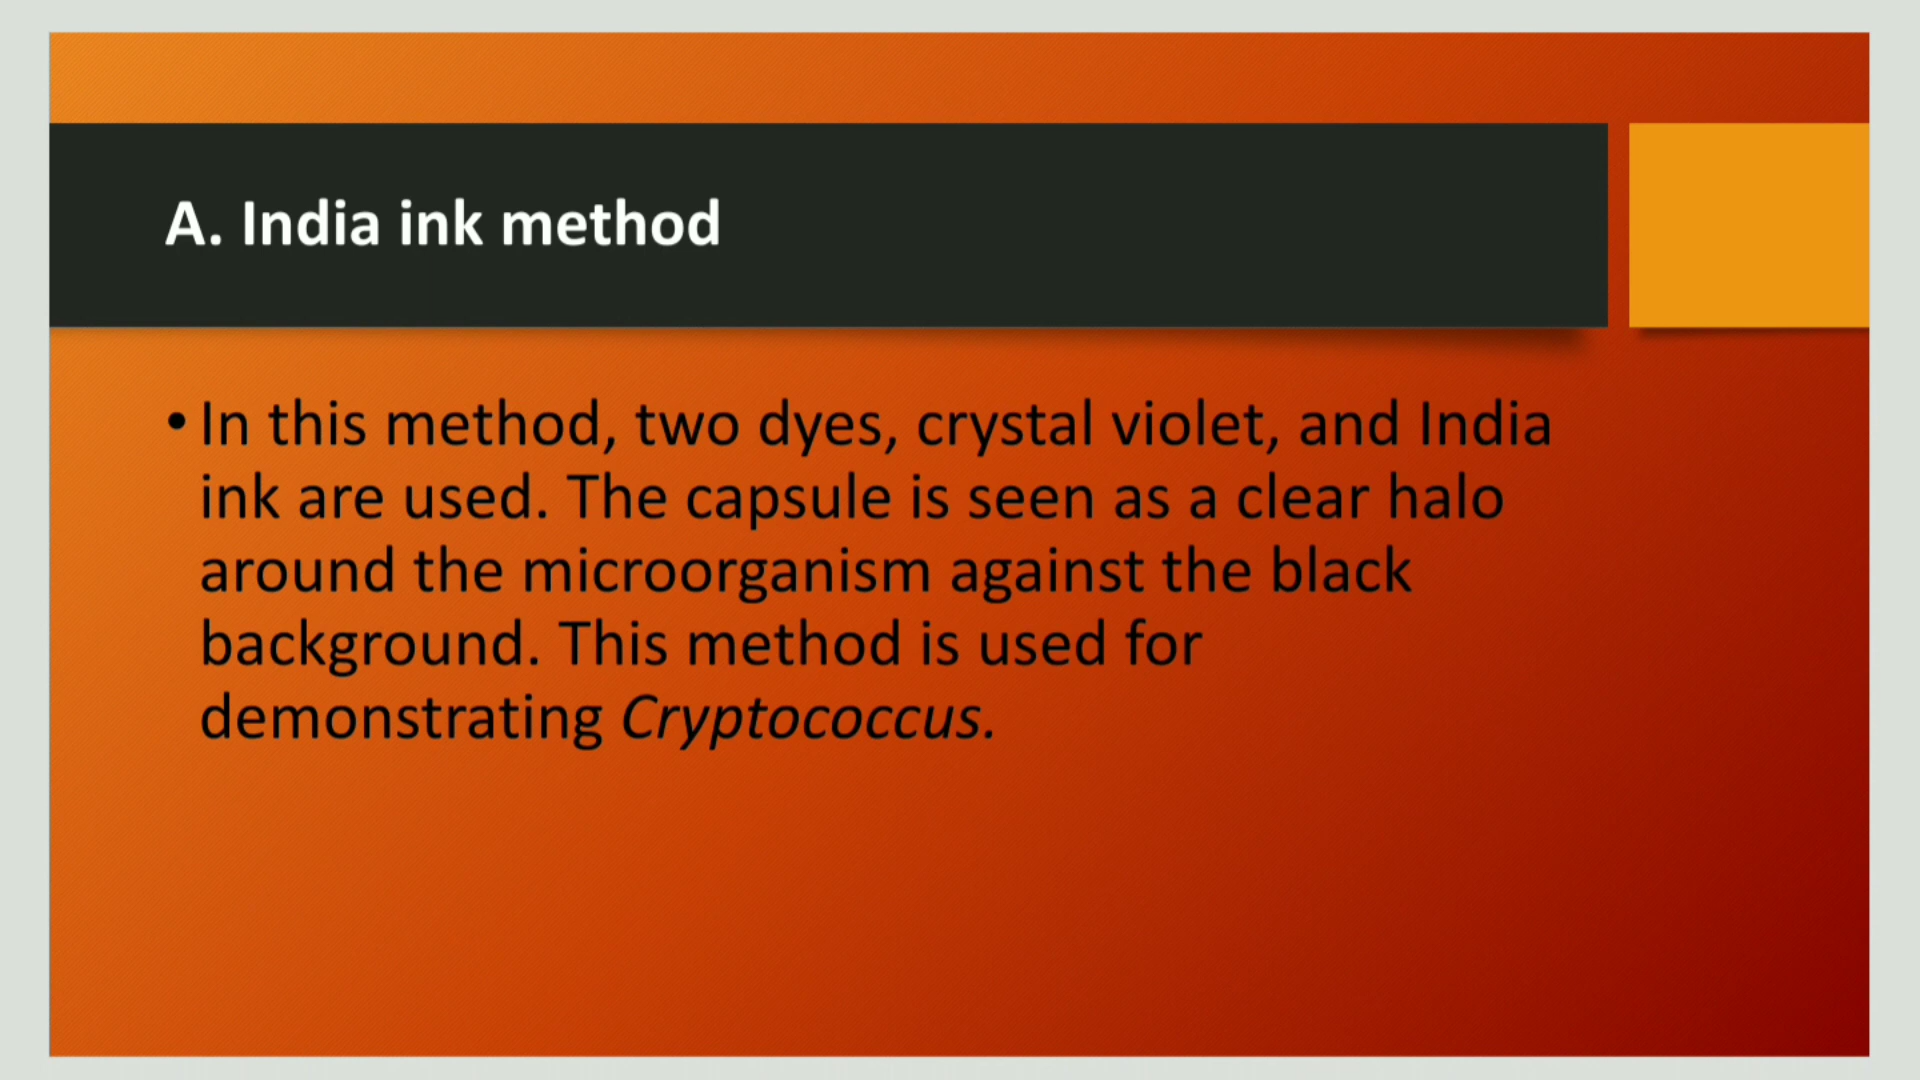 A. India ink method
• In this method, two dyes, crystal violet, and India
ink are used. The capsule is seen as a clear halo
around the microorganism against the black
background. This method is used for
demonstrating Cryptococcus.